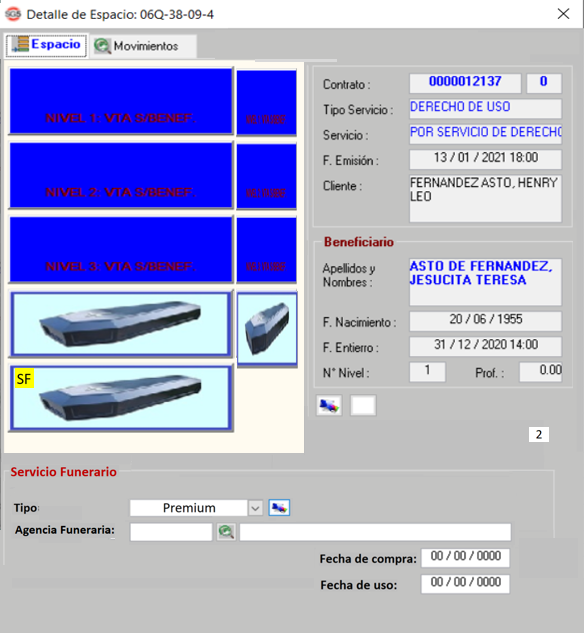 SGS Detalle de Espacio: 06Q-38-09-4
Espacio Movimientos
NIVEL 1: VTA S/BENEF.
NIVEL 2: VTA S/BENEF.
NIVEL 3: VTA S/BENEF.
SF
Contrato : 0000012137 0
Tipo Servicio : DERECHO DE USO
Servicio : POR SERVICIO DE DERECHO
F. Emisión : 13 / 01 / 2021 18:00
Cliente : FERNANDEZ ASTO, HENRY
LEO
Beneficiario
Apellidos y ASTO DE FERNANDEZ,
Nombres : JESUCITA TERESA
F. Nacimiento : 20 / 06 / 1955
F. Entierro : 31 / 12 / 2020 14:00
N° Nivel : 1 Prof. : 0.00
2
Servicio Funerario
Tipo: Premium
Agencia Funeraria:
Fecha de compra: 00 / 00 / 0000
Fecha de uso: 00 / 00 / 0000